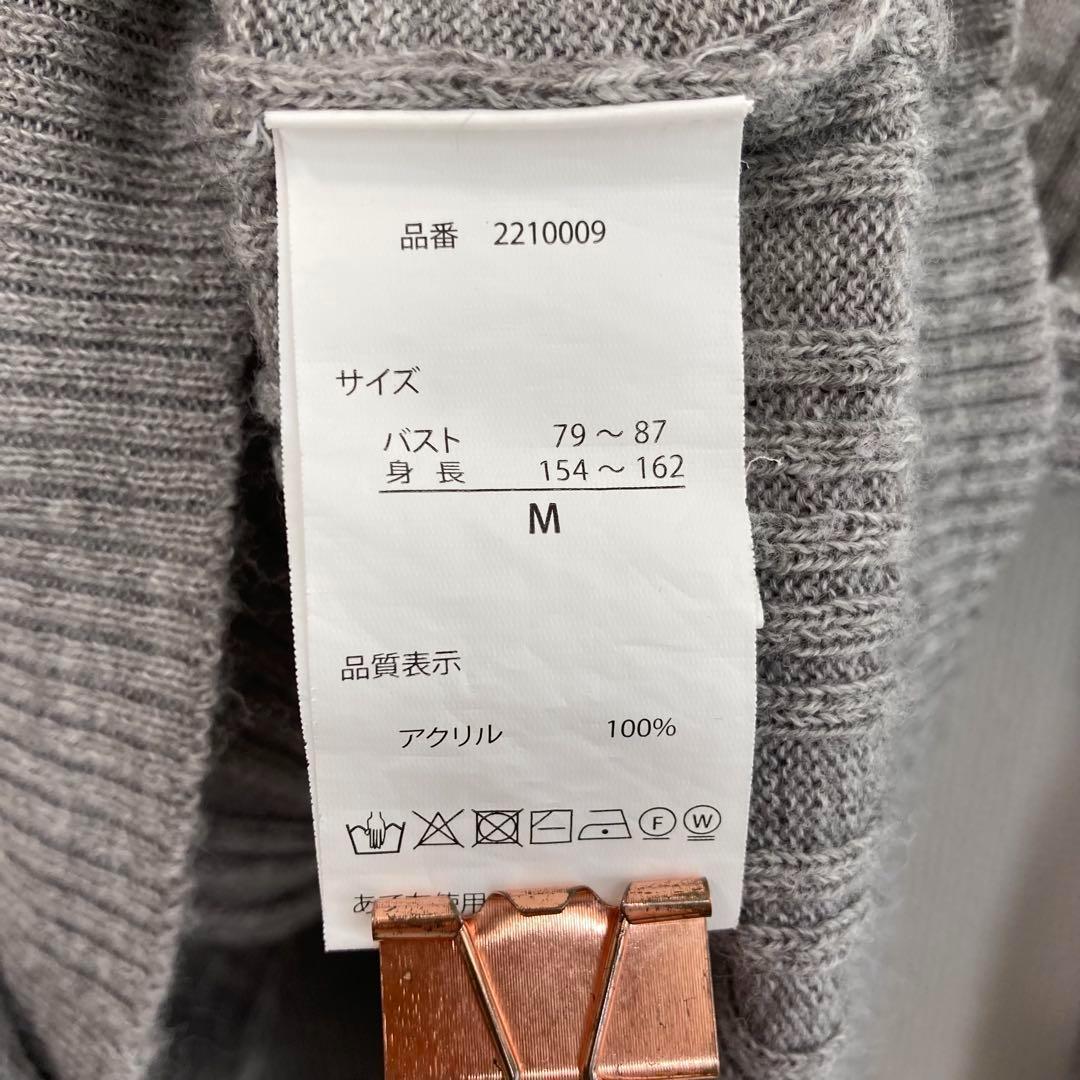 品番 2210009
サイズ
バスト 79～87
身長 154～162
M
品質表示
アクリル 100%
F W